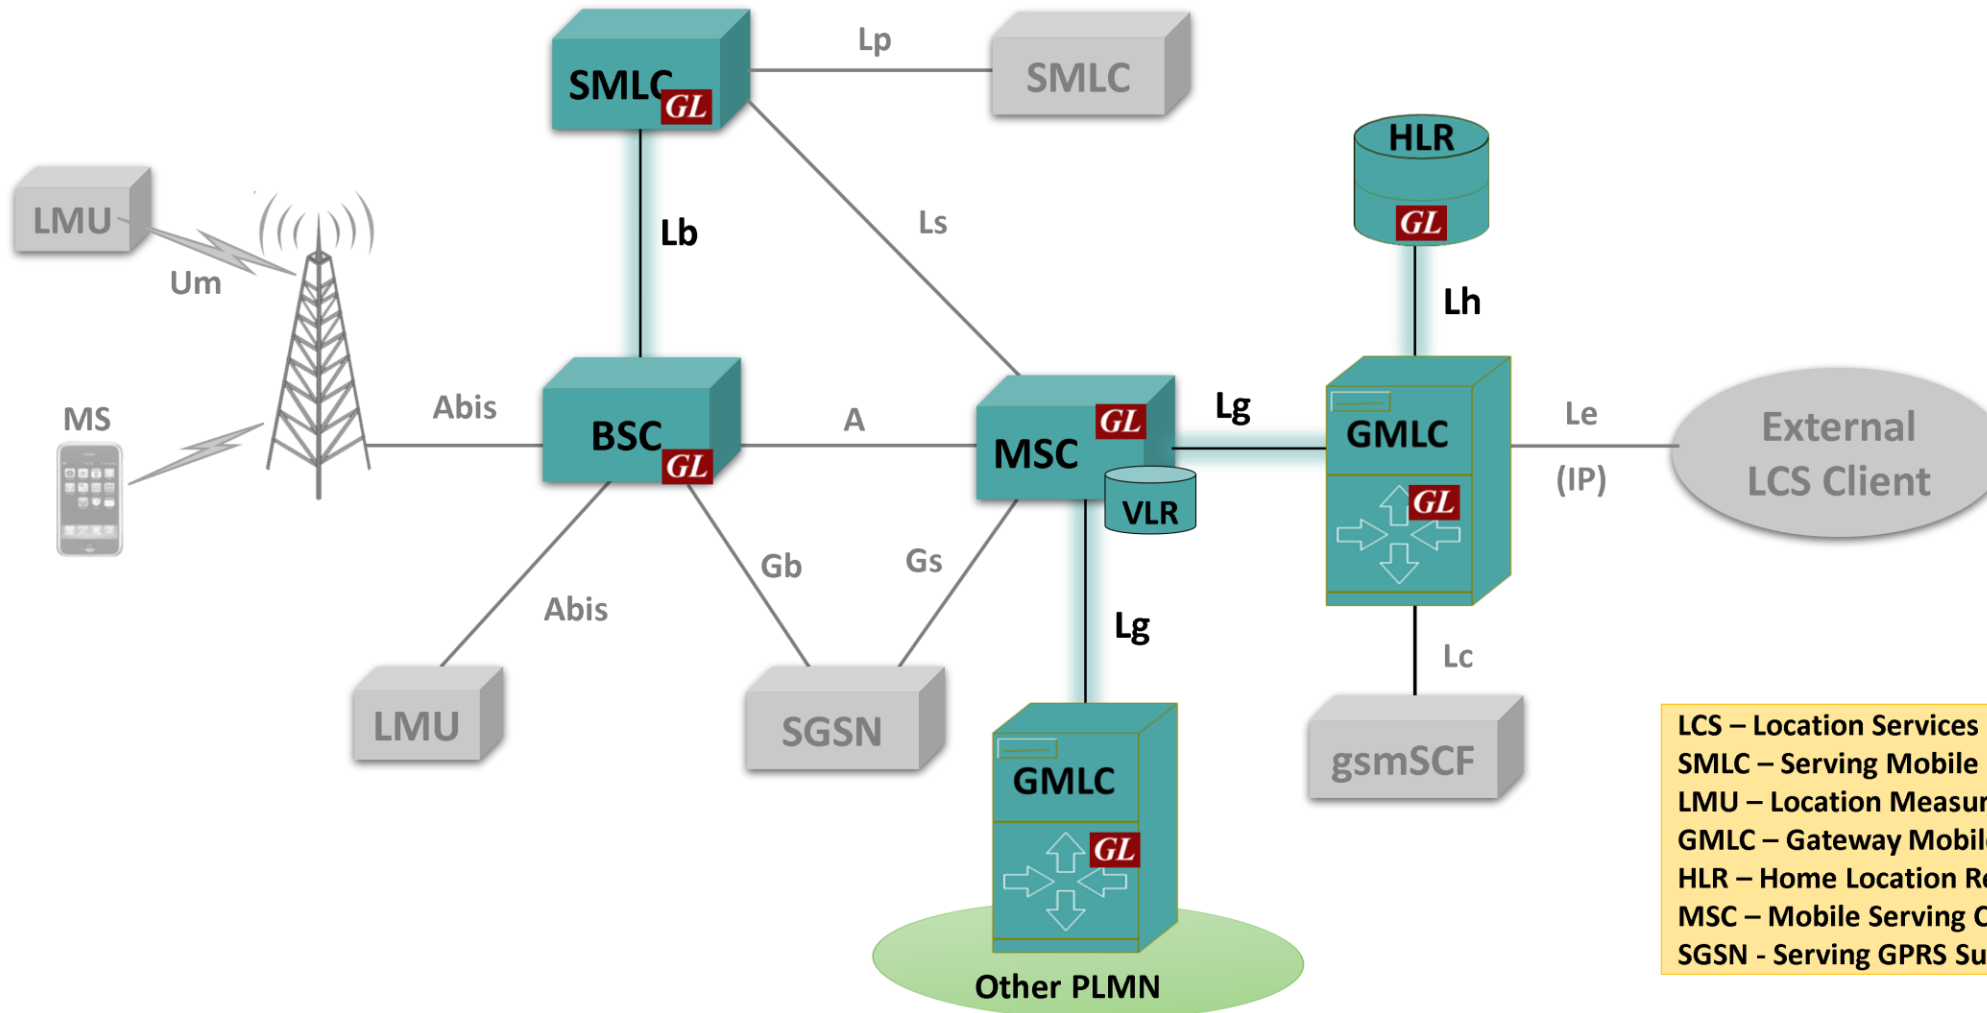 SMLC
GL
Lp
SMLC
HLR
GL
LMU
Um
Lb
Ls
Lh
MS
Abis
BSC
GL
A
MSC
GL
VLR
Lg
GMLC
GL
Le
(IP)
External
LCS Client
Abis
Gb
Gs
Lg
Lc
LMU
SGSN
GMLC
GL
Other PLMN
gsmSCF
LCS – Location Services
SMLC – Serving Mobile
LMU – Location
GMLC – Gateway
HLR – Home Location
MSC – Mobile Serving
SGSN - Serving GPRS